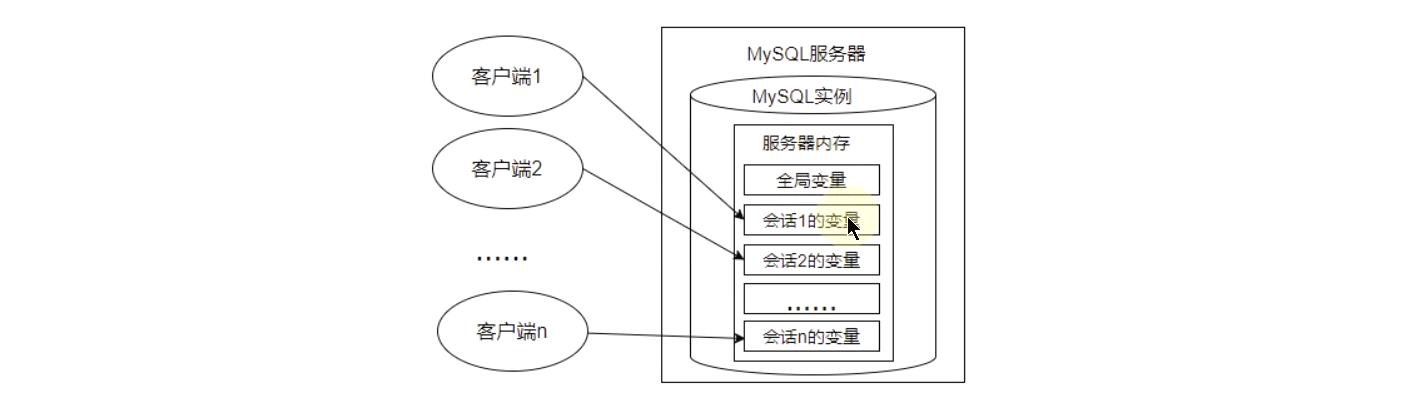 客户端1
客户端2
......
客户端n
MySQL服务器
MySQL实例
服务器内存
全局变量
会话1的变量
会话2的变量
......
会话n的变量